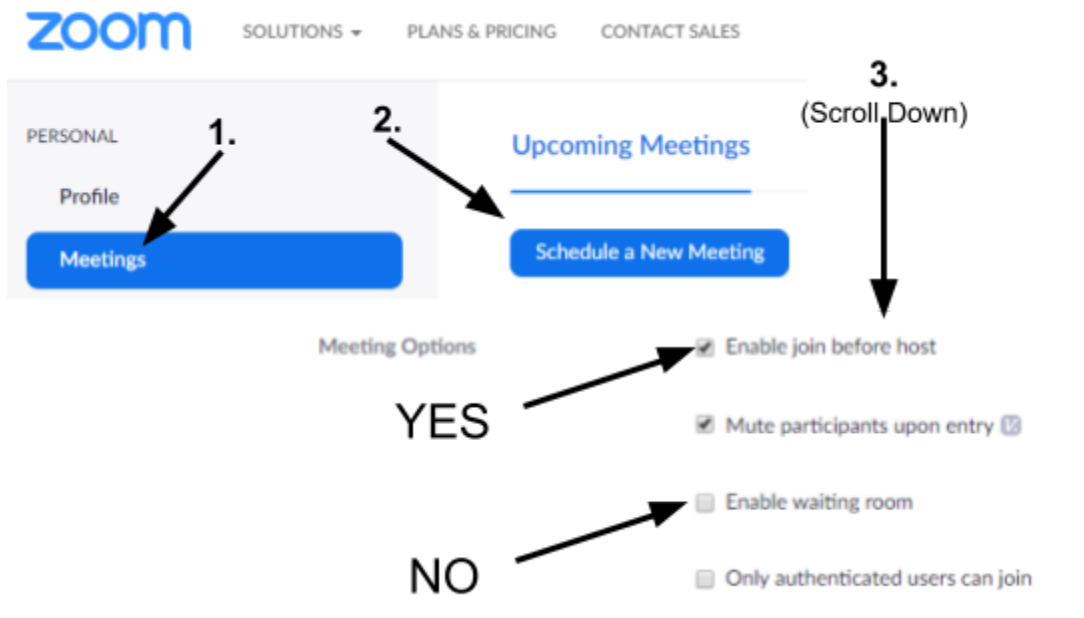 zoom SOLUTIONS PLANS & PRICING CONTACT SALES
3.
(Scroll Down)
PERSONAL 1. 2.
Upcoming Meetings
Profile
Meetings
Schedule a New Meeting
Meeting Options
Enable join before host
YES
Mute participants upon entry
Enable waiting room
NO
Only authenticated users can join